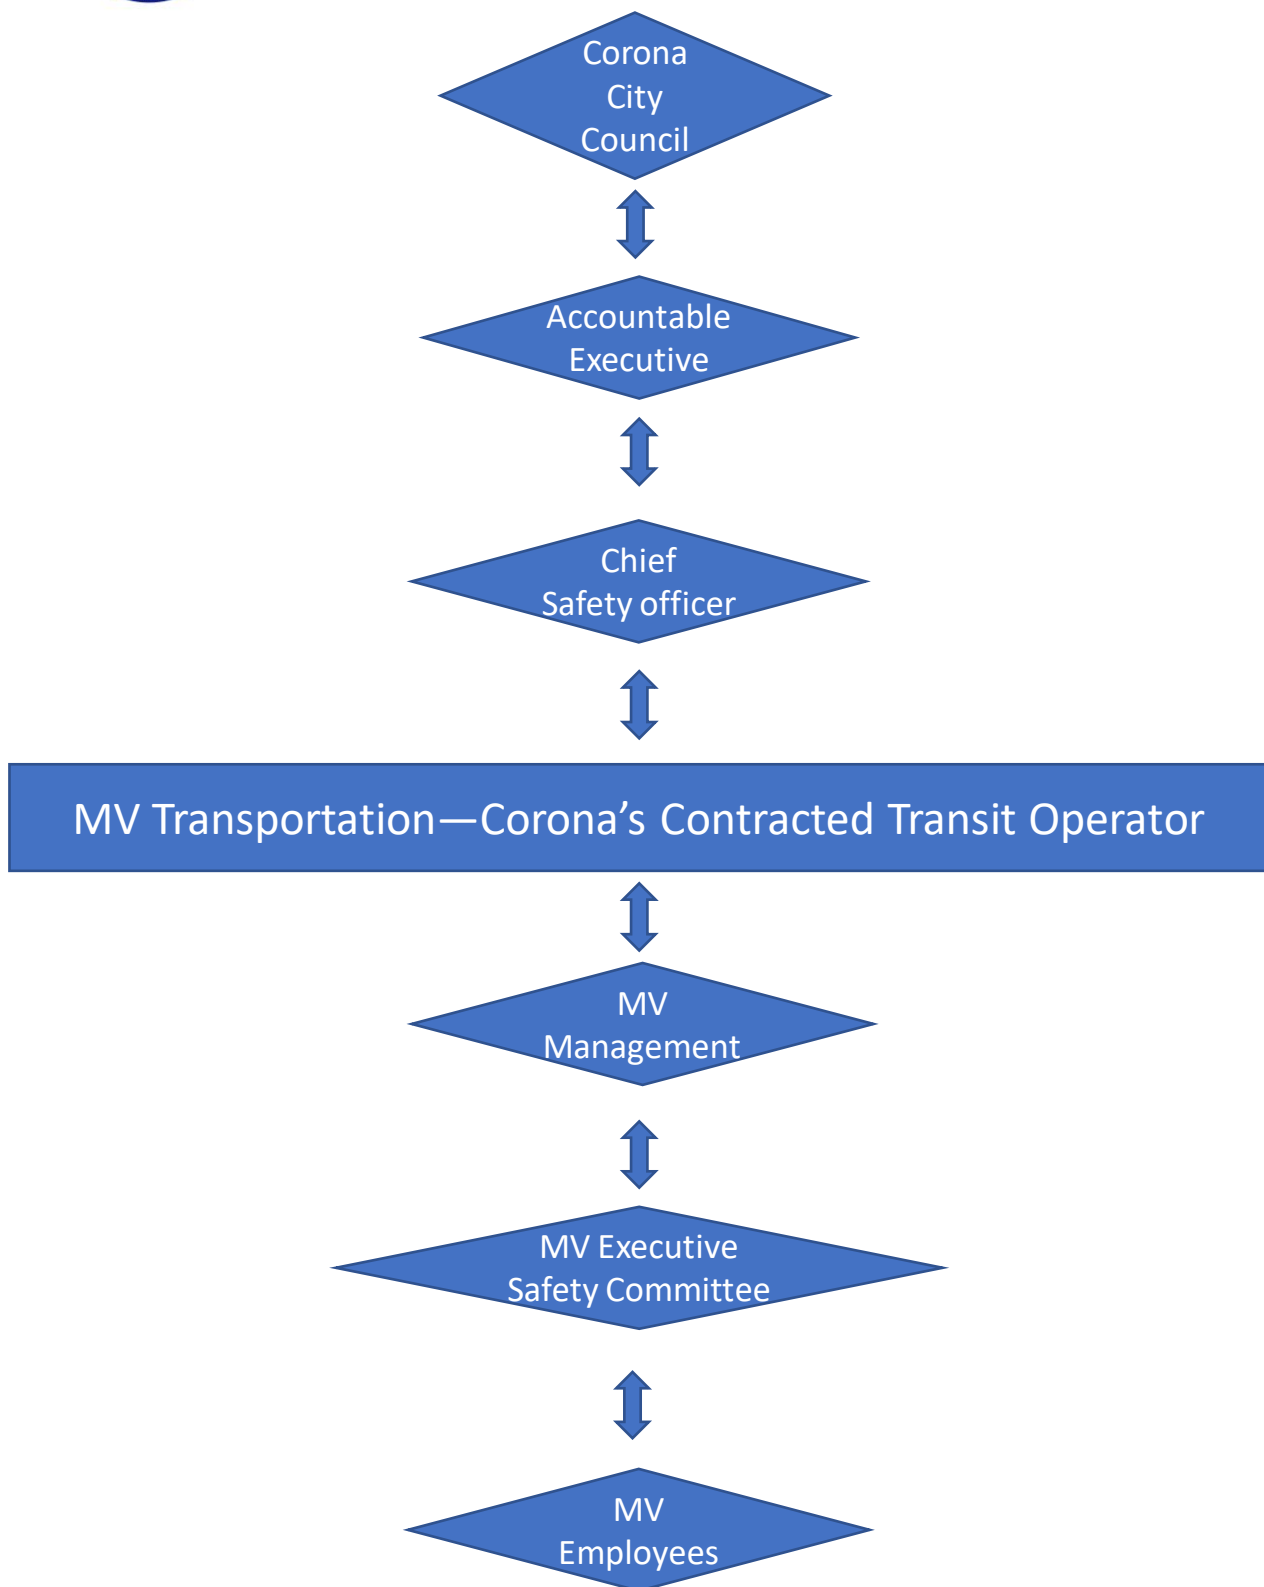 Corona
City
Council
Accountable
Executive
Chief
Safety officer
MV Transportation—Corona’s Contracted Transit Operator
MV
Management
MV Executive
Safety Committee
MV
Employees